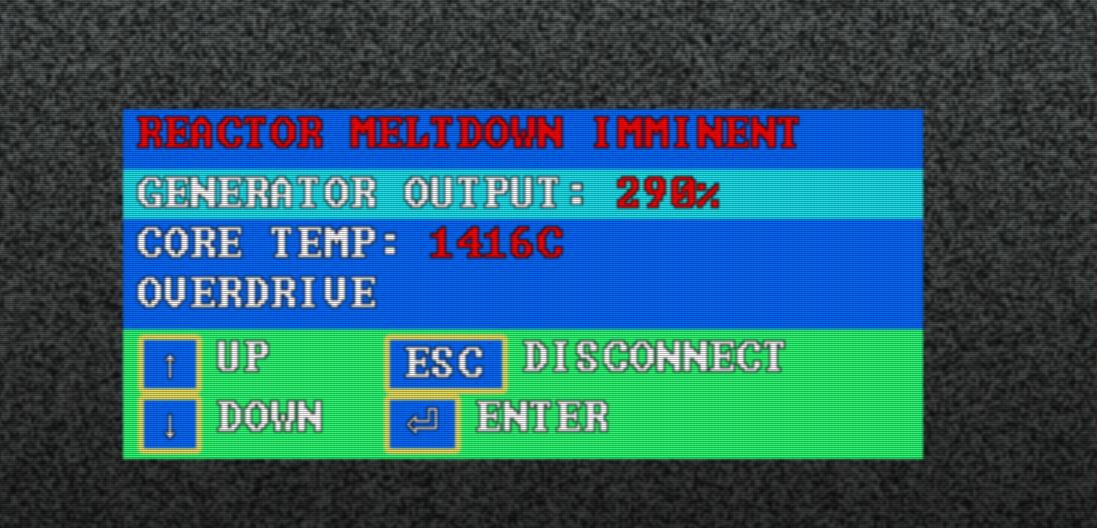 REACTOR MELTDOWN IMMINENT
GENERATOR OUTPUT: 290%
CORE TEMP: 1416C
OVERDRIVE
↑ UP ESC DISCONNECT
↓ DOWN ⏎ ENTER